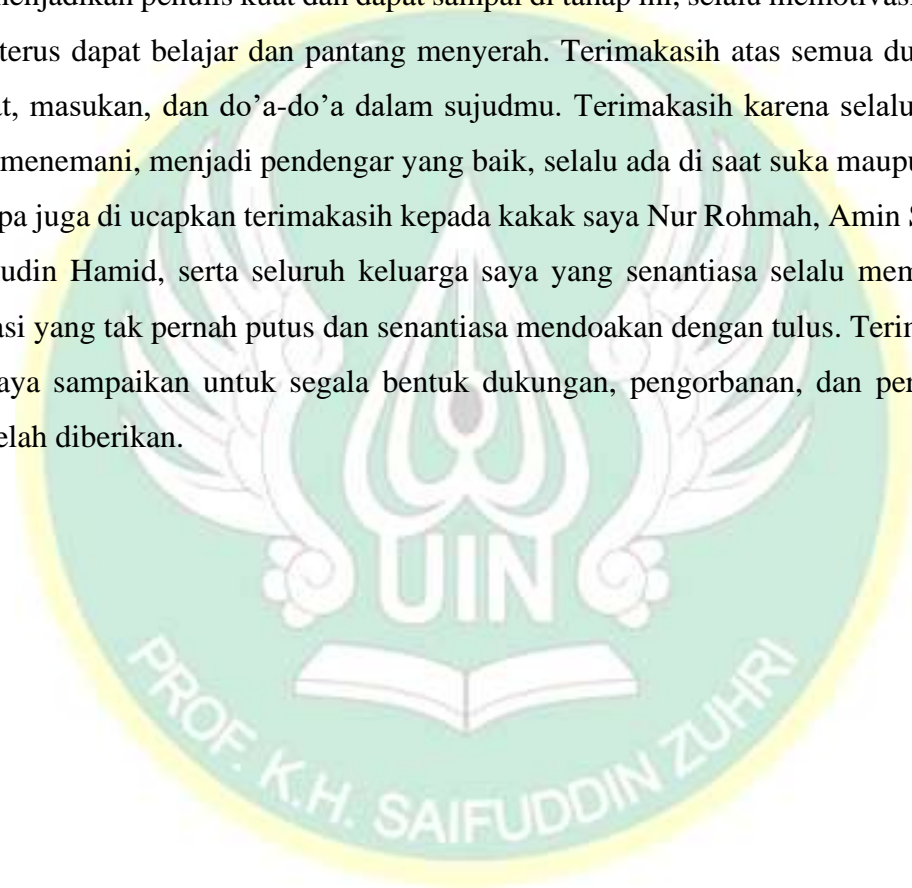 menjadikan penulis kuat dan dapat sampai di tahap ini, selalu memotivasi
terus dapat belajar dan pantang menyerah. Terimakasih atas semua du
masukan, dan do’a-do’a dalam sujudmu. Terimakasih karena selalu
menemani, menjadi pendengar yang baik, selalu ada di saat suka maupu
pa juga di ucapkan terimakasih kepada kakak saya Nur Rohmah, Amin S
udin Hamid, serta seluruh keluarga saya yang senantiasa selalu mem
asi yang tak pernah putus dan senantiasa mendoakan dengan tulus. Terim
aya sampaikan untuk segala bentuk dukungan, pengorbanan, dan per
elah diberikan.
UIN
PROF. K.H. SAIFUDDIN ZUHRI